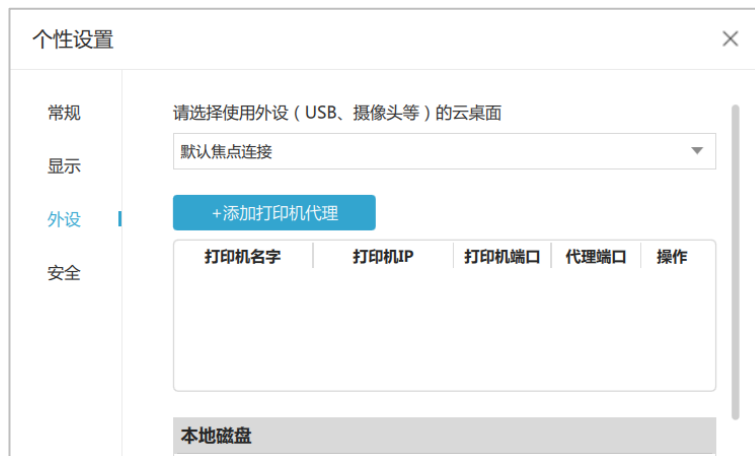 个性设置
常规
请选择使用外设（USB、摄像头等）的云桌面
默认焦点连接
显示
外设
+添加打印机代理
打印机名字 打印机IP 打印机端口 代理端口 操作
安全
本地磁盘